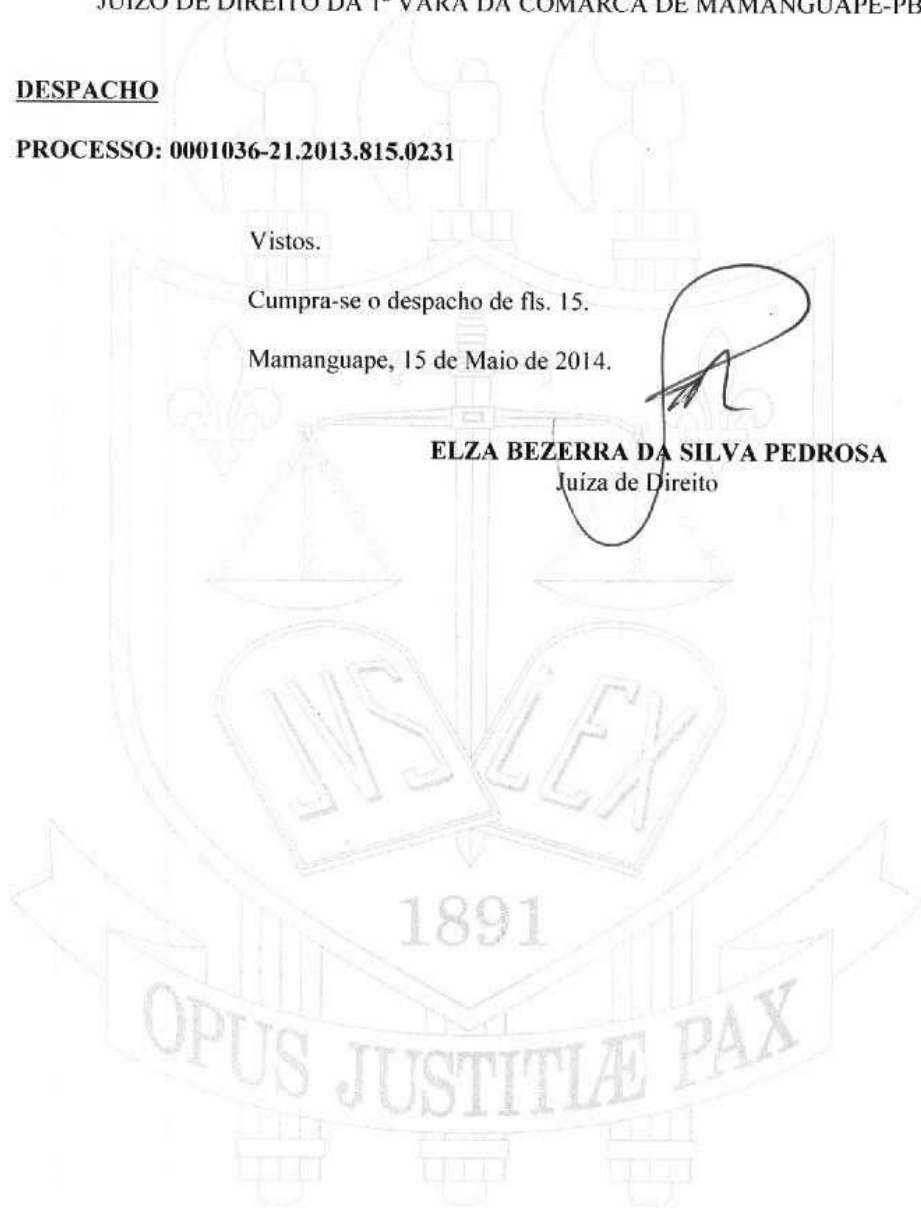 JUÍZO DE DIREITO DA 1ª VARA DA COMARCA DE MAMANGUAPE-PB
DESPACHO
PROCESSO: 0001036-21.2013.815.0231
Vistos.
Cumpra-se o despacho de fls. 15.
Mamanguape, 15 de Maio de 2014.
ELZA BEZERRA DA SILVA PEDROSA
Juíza de Direito
JVS LEX
1891
OPUS JUSTITIÆ PAX